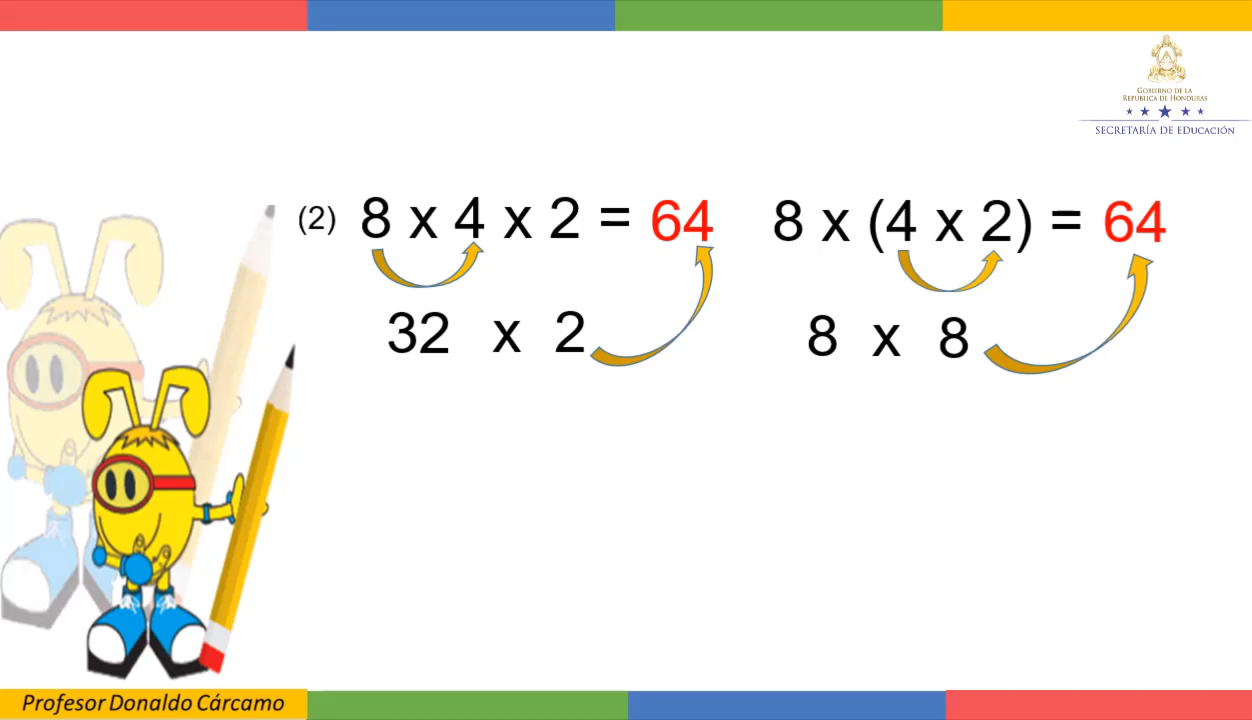 GOBIERNO DE LA
REPÚBLICA DE HONDURAS
SECRETARÍA DE EDUCACIÓN
(2) 8 x 4 x 2 = 64 8 x (4 x 2) = 64
32 x 2 8 x 8
Profesor Donaldo Cárcamo